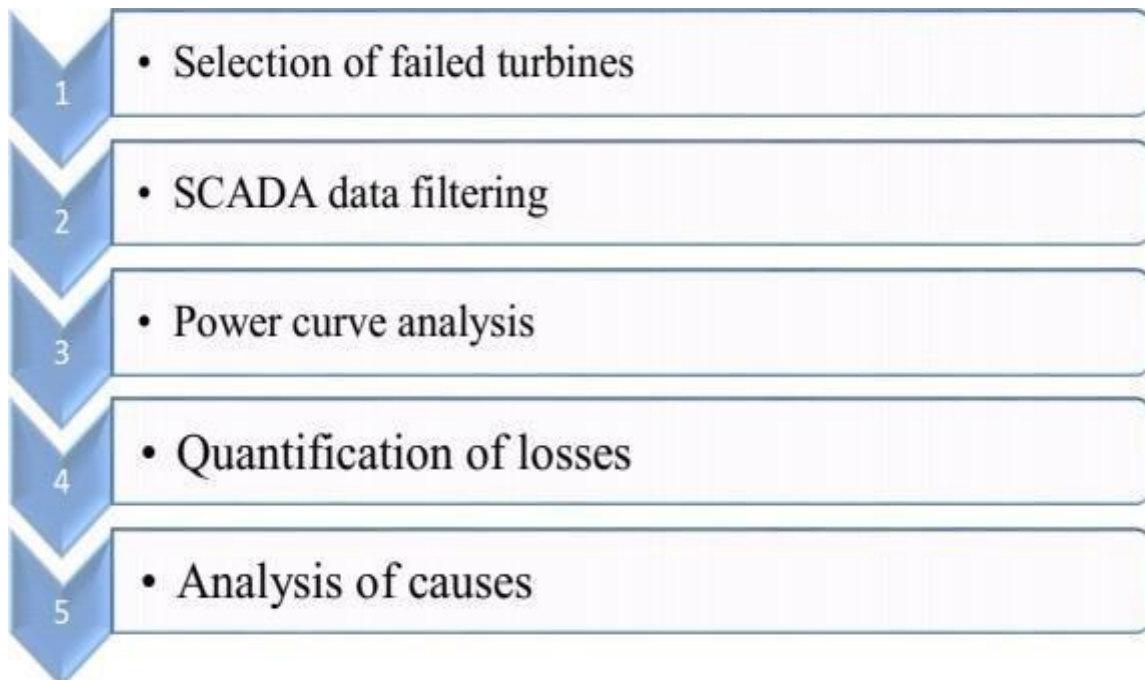 1
• Selection of failed turbines
2
• SCADA data filtering
3
• Power curve analysis
4
• Quantification of losses
5
• Analysis of causes